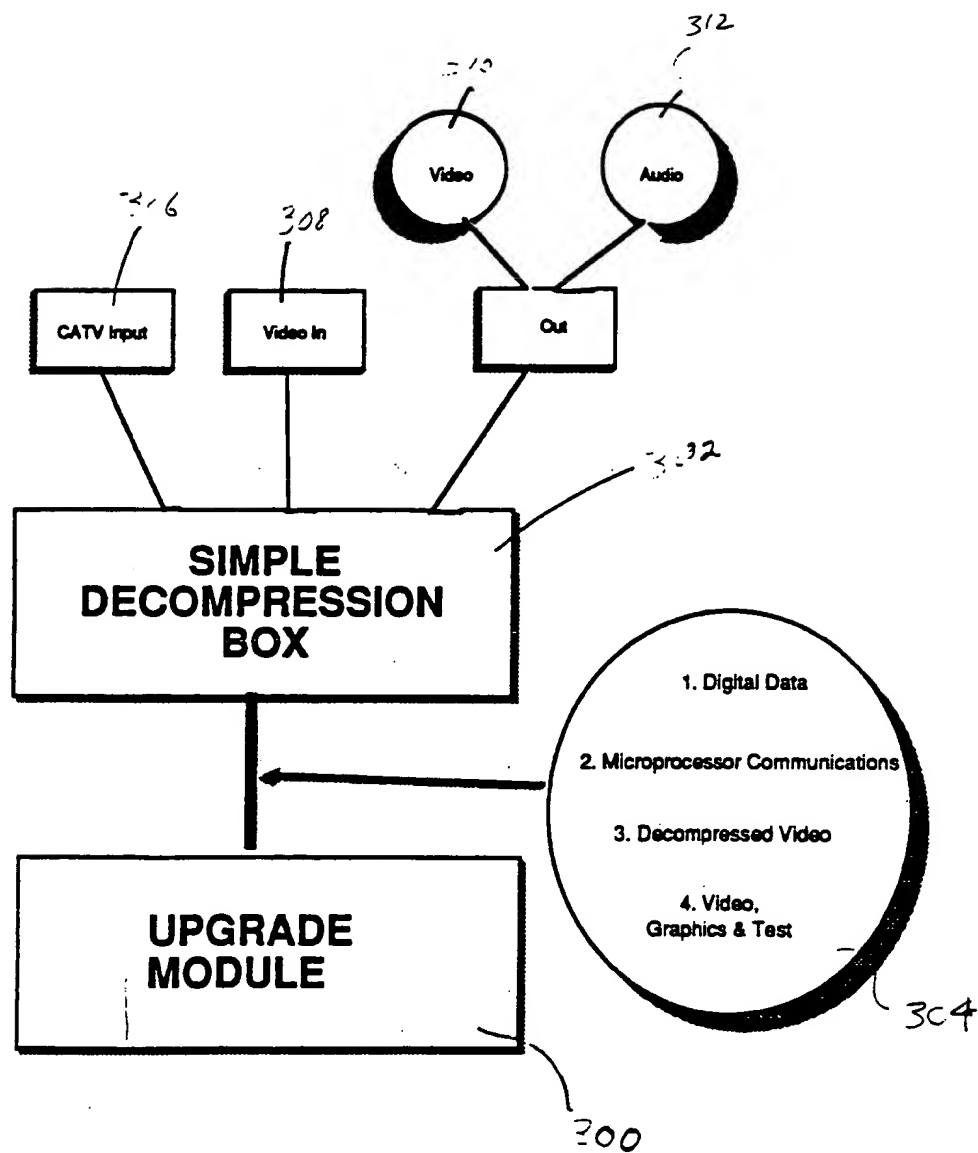 312
308
Video
Audio
CATV Input
Video In
Out
SIMPLE
DECOMPRESSION
BOX
1. Digital Data
2. Microprocessor Communications
3. Decompressed Video
4. Video,
Graphics & Test
UPGRADE
MODULE
304
300